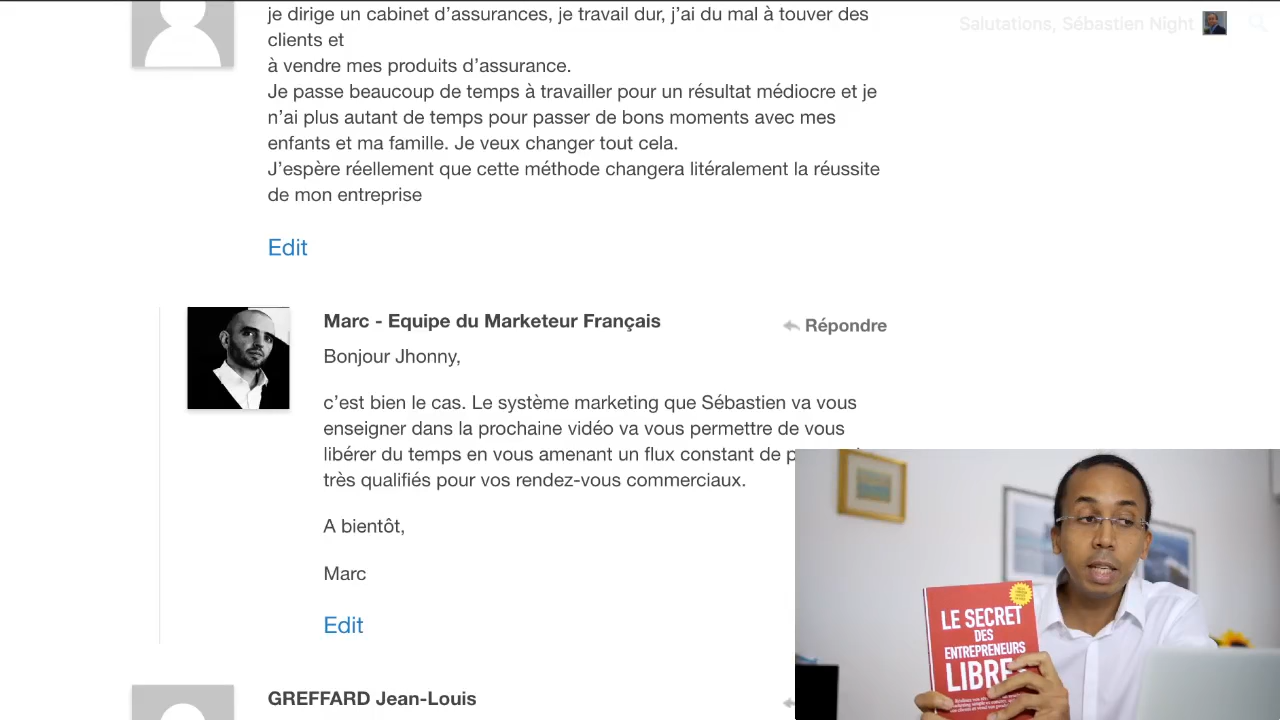 je dirige un cabinet d’assurances, je travail dur, j’ai du mal à touver des
clients et
à vendre mes produits d’assurance.
Je passe beaucoup de temps à travailler pour un résultat médiocre et je
n’ai plus autant de temps pour passer de bons moments avec mes
enfants et ma famille. Je veux changer tout cela.
J’espère réellement que cette méthode changera litéralement la réussite
de mon entreprise
Edit
Salutations, Sébastien Night
Marc - Equipe du Marketeur Français
Répondre
Bonjour Jhonny,
c’est bien le cas. Le système marketing que Sébastien va vous
enseigner dans la prochaine vidéo va vous permettre de vous
libérer du temps en vous amenant un flux constant de
très qualifiés pour vos rendez-vous commerciaux.
A bientôt,
Marc
Edit
GREFFARD Jean-Louis
LE SECRET
DES
ENTREPRENEURS
LIBRE